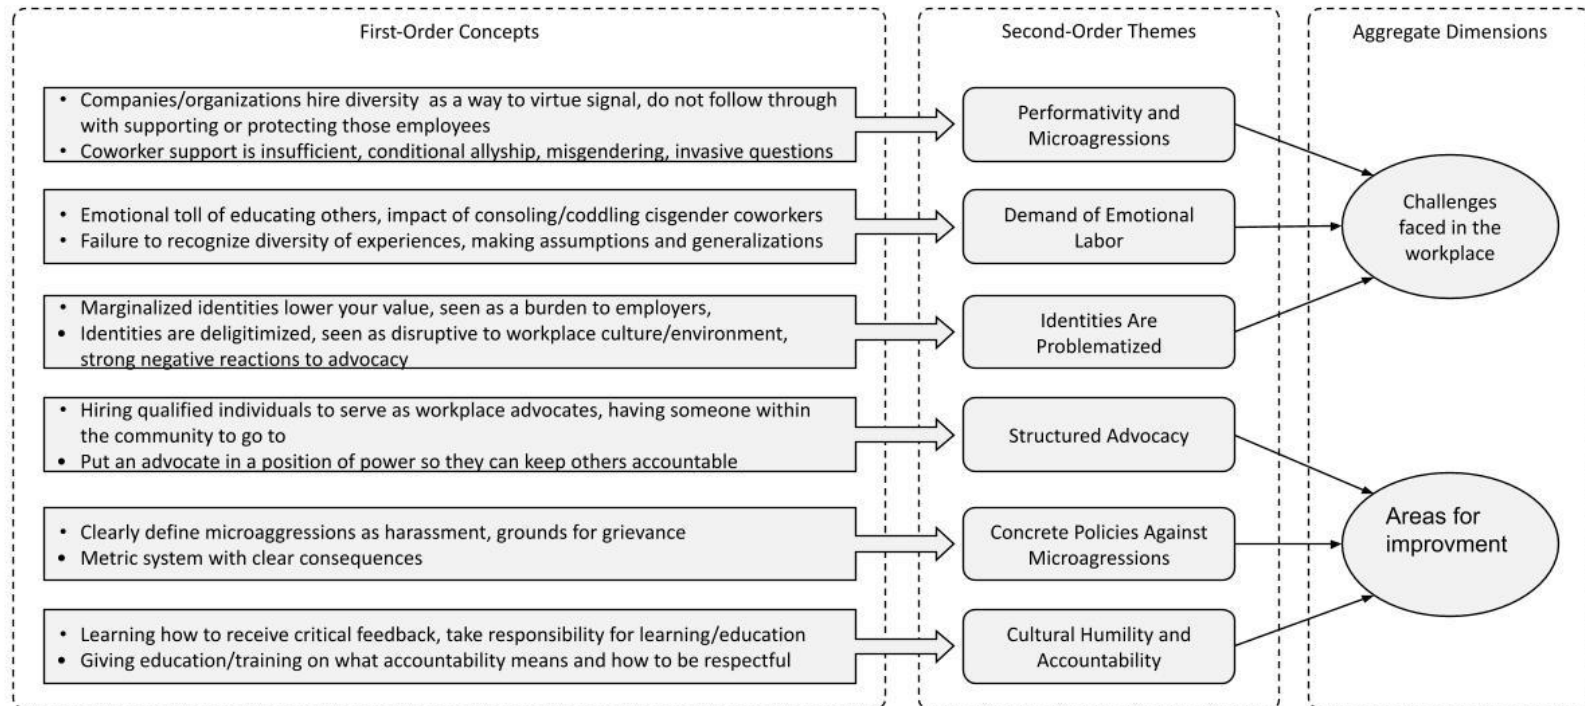 First-Order Concepts
Second-Order Themes
Aggregate Dimensions
• Companies/organizations hire diversity as a way to virtue signal, do not follow through
with supporting or protecting those employees
• Coworker support is insufficient, conditional allyship, misgendering, invasive questions
Performativity and
Microagressions
• Emotional toll of educating others, impact of consoling/coddling cisgender coworkers
• Failure to recognize diversity of experiences, making assumptions and generalizations
Demand of Emotional
Labor
• Marginalized identities lower your value, seen as a burden to employers,
• Identities are deligitimized, seen as disruptive to workplace culture/environment,
strong negative reactions to advocacy
Identities Are
Problematized
Challenges
faced in the
workplace
• Hiring qualified individuals to serve as workplace advocates, having someone within
the community to go to
• Put an advocate in a position of power so they can keep others accountable
Structured Advocacy
• Clearly define microaggressions as harassment, grounds for grievance
• Metric system with clear consequences
Concrete Policies Against
Microagressions
• Learning how to receive critical feedback, take responsibility for learning/education
• Giving education/training on what accountability means and how to be respectful
Cultural Humility and
Accountability
Areas for
improvment